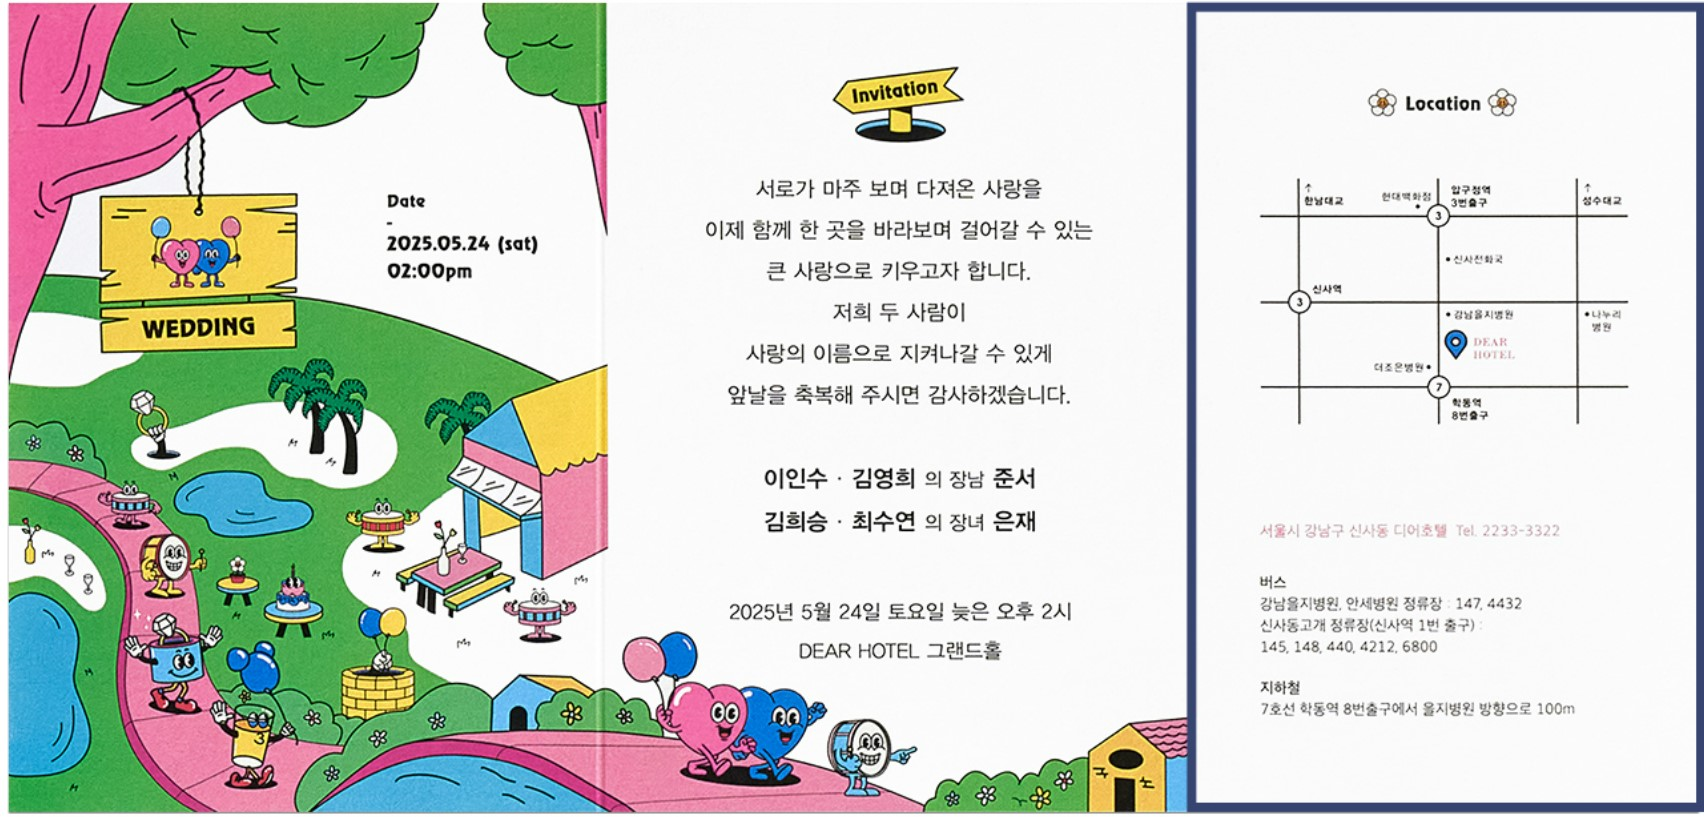 WEDDING
Date
-
2025.05.24 (sat)
02:00pm
Invitation
서로가 마주 보며 다져온 사랑을
이제 함께 한 곳을 바라보며 걸어갈 수 있는
큰 사랑으로 키우고자 합니다.
저희 두 사람이
사랑의 이름으로 지켜나갈 수 있게
앞날을 축복해 주시면 감사하겠습니다.
이인수 · 김영희 의 장남 준서
김희승 · 최수연 의 장녀 은재
2025년 5월 24일 토요일 늦은 오후 2시
DEAR HOTEL 그랜드홀
Location
↑
한남대교
현대백화점
3
압구정역
3번출구
↑
성수대교
신사전화국
3
신사역
강남을지병원
나누리
병원
DEAR
HOTEL
더조은병원
7
학동역
8번출구
서울시 강남구 신사동 디어호텔 Tel. 2233-3322
버스
강남을지병원, 안세병원 정류장 : 147, 4432
신사동고개 정류장(신사역 1번 출구) :
145, 148, 440, 4212, 6800
지하철
7호선 학동역 8번출구에서 을지병원 방향으로 100m